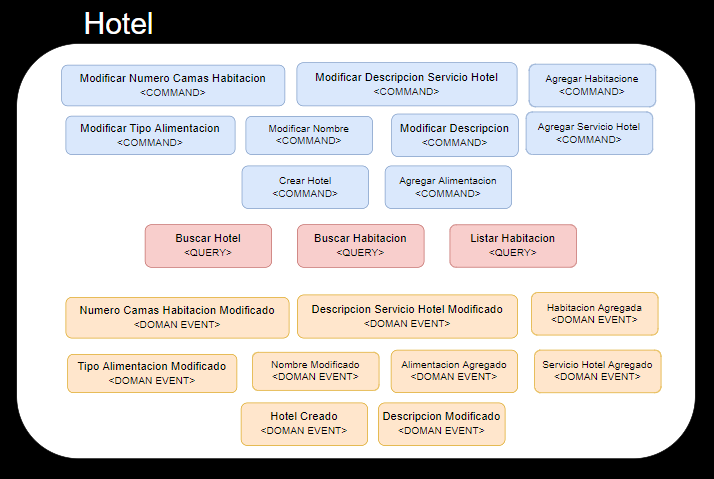 Hotel
Modificar Numero Camas Habitacion
<COMMAND>
Modificar Descripcion Servicio Hotel
<COMMAND>
Agregar Habitacione
<COMMAND>
Modificar Tipo Alimentacion
<COMMAND>
Modificar Nombre
<COMMAND>
Modificar Descripcion
<COMMAND>
Agregar Servicio Hotel
<COMMAND>
Crear Hotel
<COMMAND>
Agregar Alimentacion
<COMMAND>
Buscar Hotel
<QUERY>
Buscar Habitacion
<QUERY>
Listar Habitacion
<QUERY>
Numero Camas Habitacion Modificado
<DOMAN EVENT>
Descripcion Servicio Hotel Modificado
<DOMAN EVENT>
Habitacion Agregada
<DOMAN EVENT>
Tipo Alimentacion Modificado
<DOMAN EVENT>
Nombre Modificado
<DOMAN EVENT>
Alimentacion Agregado
<DOMAN EVENT>
Servicio Hotel Agregado
<DOMAN EVENT>
Hotel Creado
<DOMAN EVENT>
Descripcion Modificado
<DOMAN EVENT>